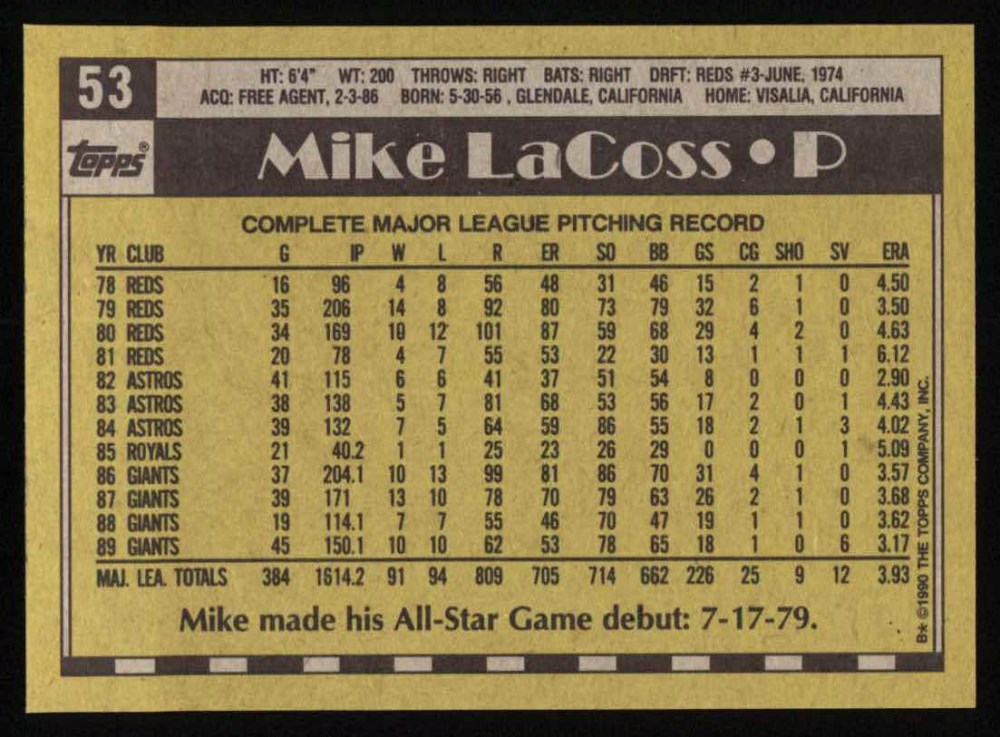 53
HT: 6'4" WT: 200 THROWS: RIGHT BATS: RIGHT DRFT: REDS #3-JUNE, 1974
ACQ: FREE AGENT, 2-3-86 BORN: 5-30-56 , GLENDALE, CALIFORNIA HOME: VISALIA, CALIFORNIA
topps®
Mike LaCoss • P
COMPLETE MAJOR LEAGUE PITCHING RECORD
YR CLUB G IP W L R ER SO BB GS CG SHO SV ERA
78 REDS 16 96 4 8 56 48 31 46 15 2 1 0 4.50
79 REDS 35 206 14 8 92 80 73 79 32 6 1 0 3.50
80 REDS 34 169 10 12 101 87 59 68 29 4 2 0 4.63
81 REDS 20 78 4 7 55 53 22 30 13 1 1 1 6.12
82 ASTROS 41 115 6 6 41 37 51 54 8 0 0 0 2.90
83 ASTROS 38 138 5 7 81 68 53 56 17 2 0 1 4.43
84 ASTROS 39 132 7 5 64 59 86 55 18 2 1 3 4.02
85 ROYALS 21 40.2 1 1 25 23 26 29 0 0 0 1 5.09
86 GIANTS 37 204.1 10 13 99 81 86 70 31 4 1 0 3.57
87 GIANTS 39 171 13 10 78 70 79 63 26 2 1 0 3.68
88 GIANTS 19 114.1 7 7 55 46 70 47 19 1 1 0 3.62
89 GIANTS 45 150.1 10 10 62 53 78 65 18 1 0 6 3.17
MAJ. LEA. TOTALS 384 1614.2 91 94 809 705 714 662 226 25 9 12 3.93
Mike made his All-Star Game debut: 7-17-79.
B* ©1990 THE TOPPS COMPANY, INC.